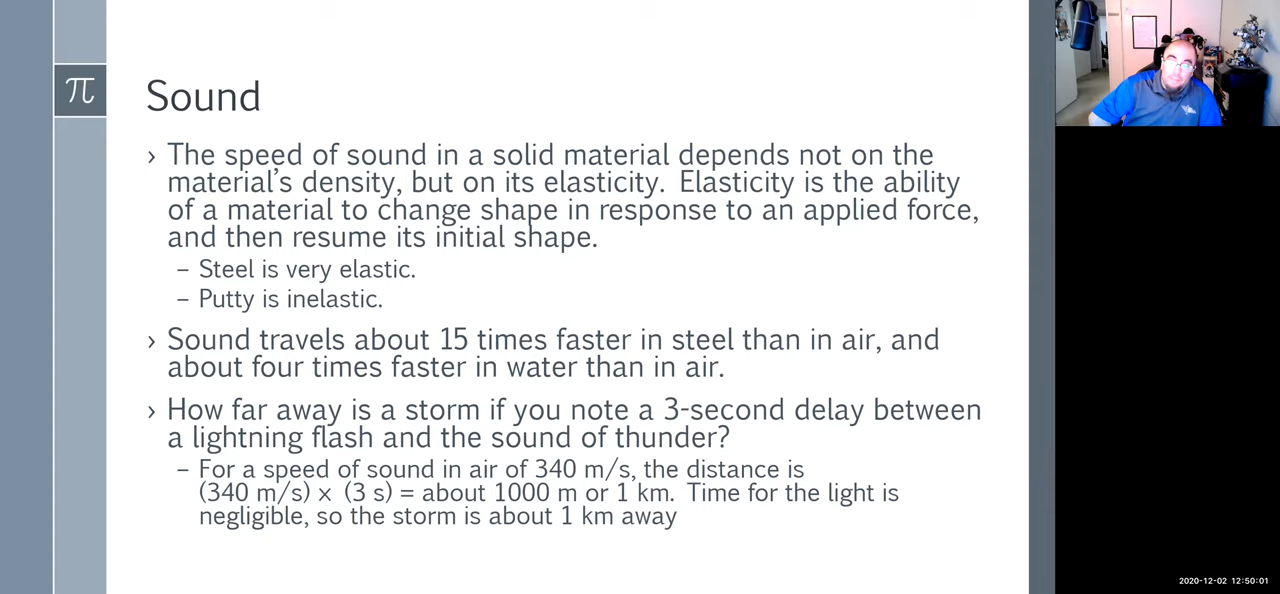 π
Sound
› The speed of sound in a solid material depends not on the
material's density, but on its elasticity.  Elasticity is the ability
of a material to change shape in response to an applied force,
and then resume its initial shape.
– Steel is very elastic.
– Putty is inelastic.
› Sound travels about 15 times faster in steel than in air, and
about four times faster in water than in air.
› How far away is a storm if you note a 3-second delay between
a lightning flash and the sound of thunder?
– For a speed of sound in air of 340 m/s, the distance is
(340 m/s) × (3 s) = about 1000 m or 1 km.  Time for the light is
negligible, so the storm is about 1 km away
2020-12-02 12:50:01